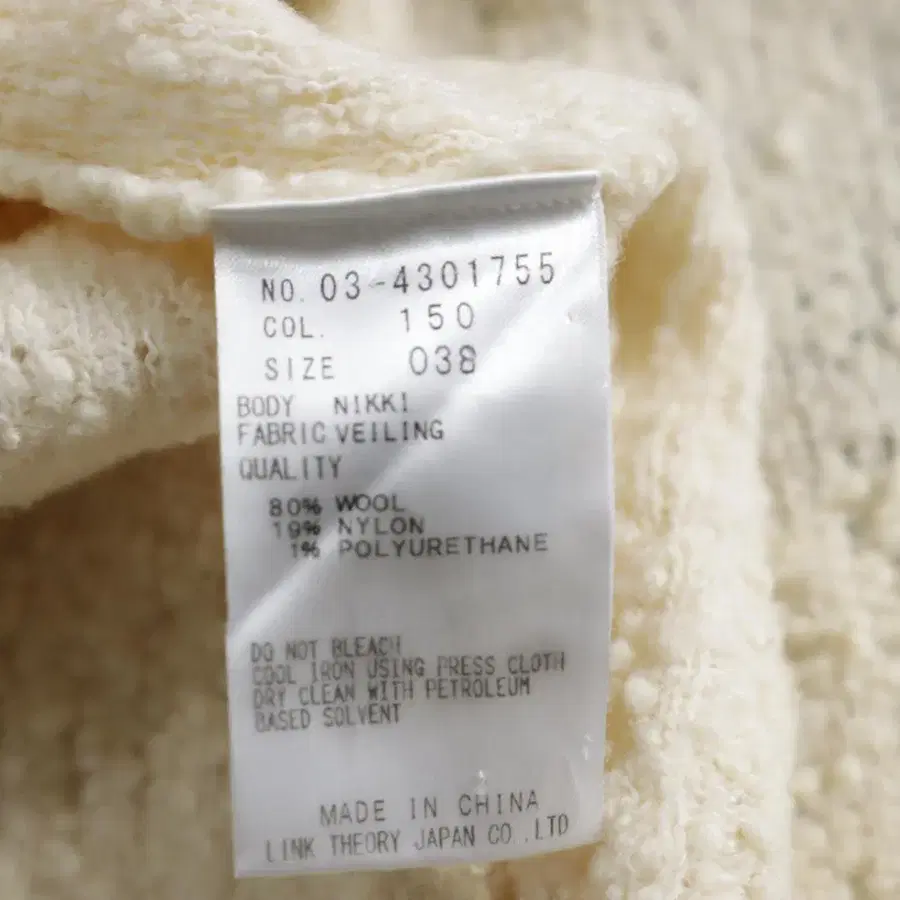 NO. 03-4301755
COL. 150
SIZE 038
BODY NIKKI
FABRIC VEILING
QUALITY
80% WOOL
19% NYLON
1% POLYURETHANE
DO NOT BLEACH
COOL IRON USING PRESS CLOTH
DRY CLEAN WITH PETROLEUM
BASED SOLVENT
MADE IN CHINA
LINK THEORY JAPAN CO.,LTD